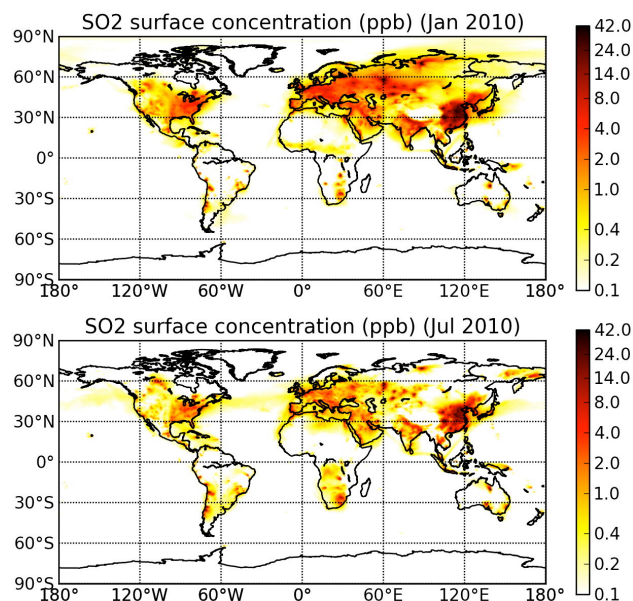 SO2 surface concentration (ppb) (Jan 2010)
90°N
60°N
30°N
0°
30°S
60°S
90°S
180° 120°W 60°W 0° 60°E 120°E 180°
42.0
24.0
14.0
8.0
4.0
2.0
1.0
0.4
0.2
0.1
SO2 surface concentration (ppb) (Jul 2010)
90°N
60°N
30°N
0°
30°S
60°S
90°S
180° 120°W 60°W 0° 60°E 120°E 180°
42.0
24.0
14.0
8.0
4.0
2.0
1.0
0.4
0.2
0.1